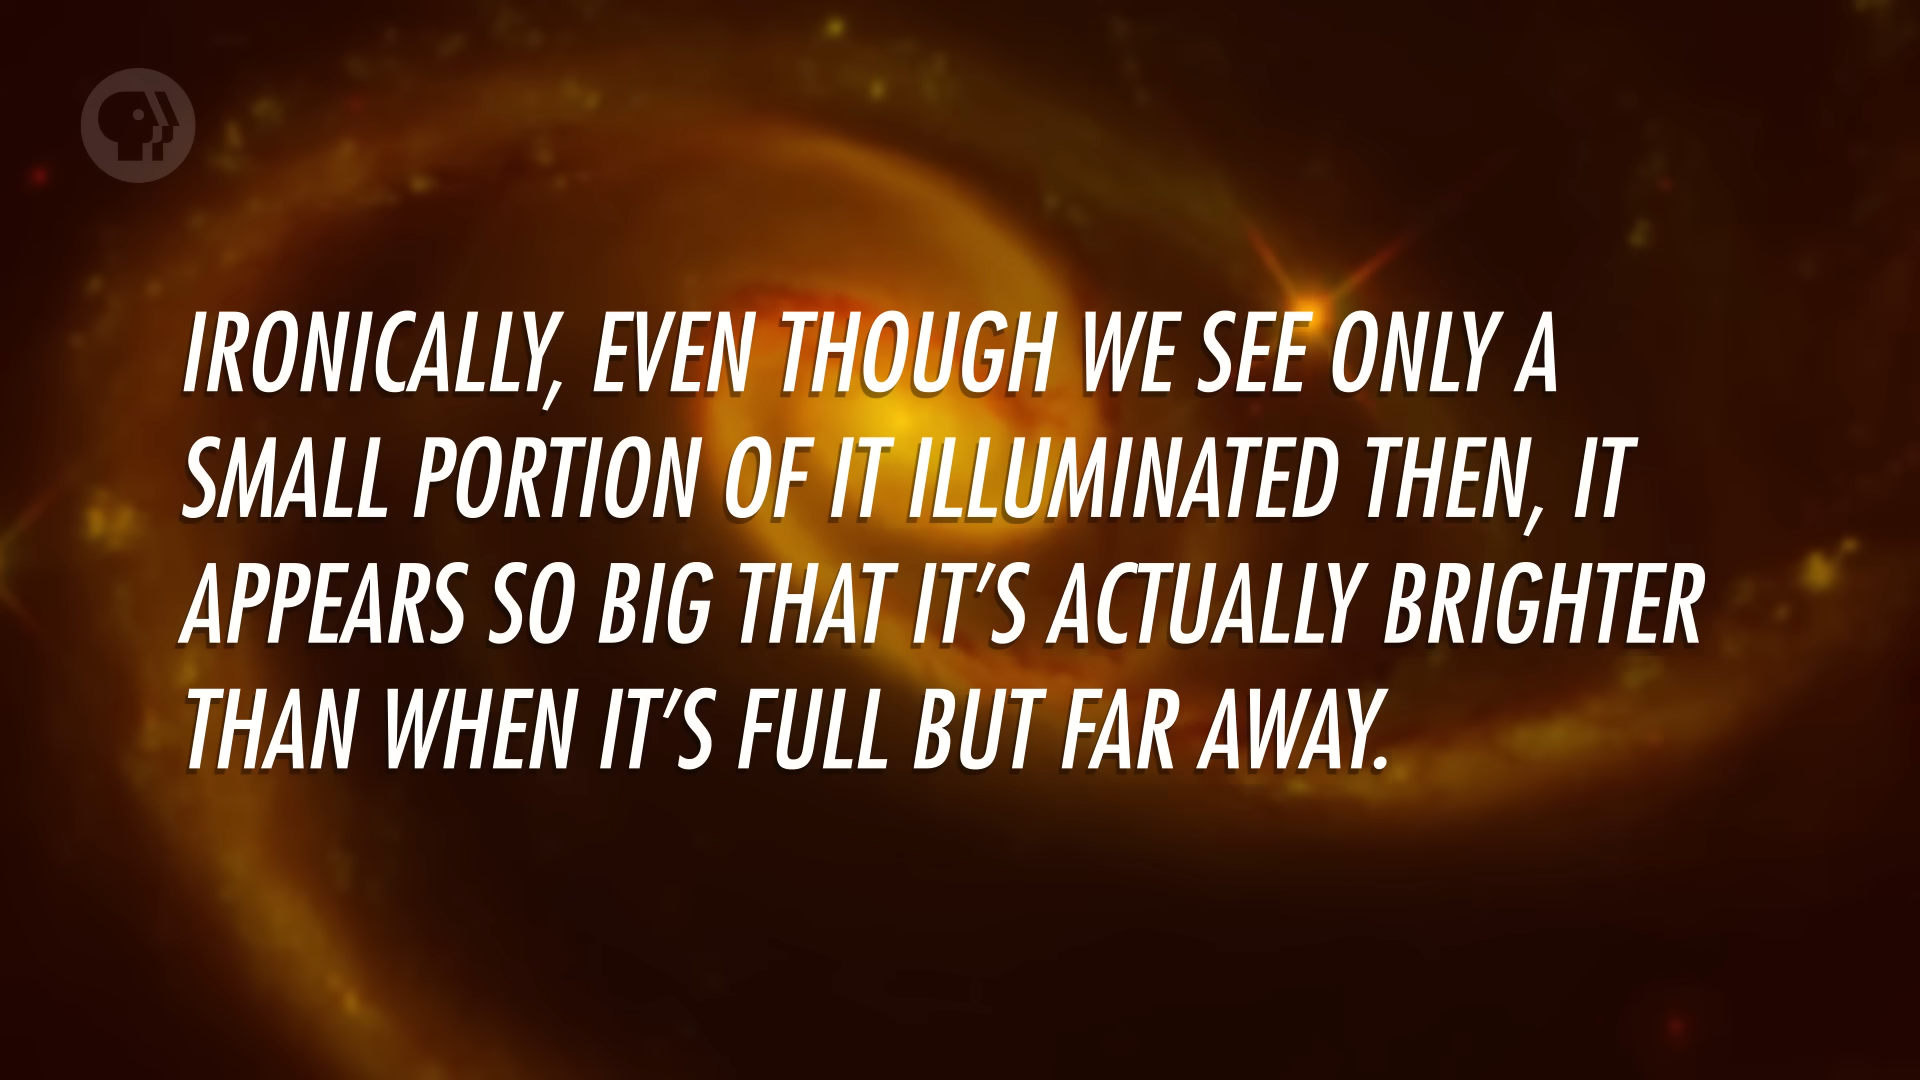 IRONICALLY, EVEN THOUGH WE SEE ONLY A
SMALL PORTION OF IT ILLUMINATED THEN, IT
APPEARS SO BIG THAT IT’S ACTUALLY BRIGHTER
THAN WHEN IT’S FULL BUT FAR AWAY.